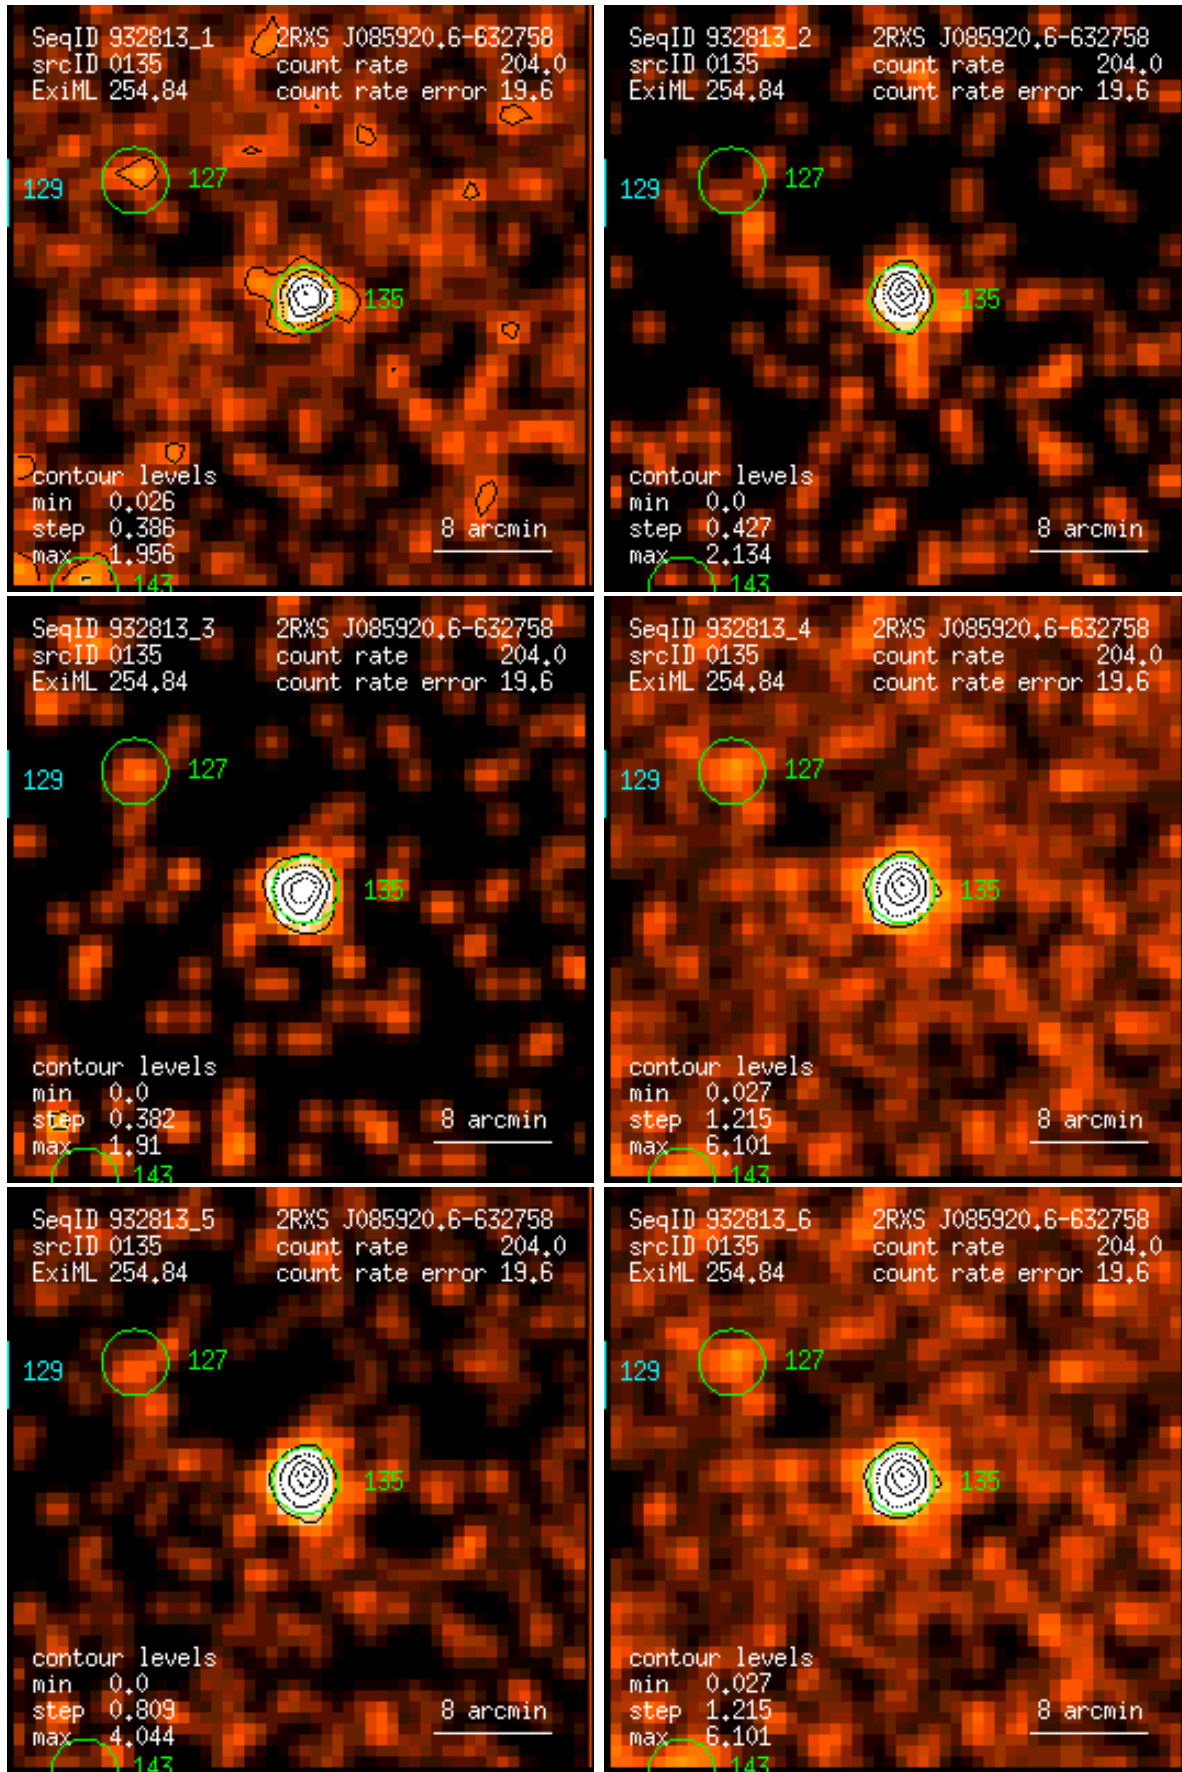 SeqID 932813_1 2RXS J085920.6-632758
srcID 0135 count rate 204.0
ExiML 254.84 count rate error 19.6
127
129
135
contour levels
min 0.026
step 0.386 8 arcmin
max 1.956
143
SeqID 932813_2 2RXS J085920.6-632758
srcID 0135 count rate 204.0
ExiML 254.84 count rate error 19.6
127
129
135
contour levels
min 0.0
step 0.427 8 arcmin
max 2.134
143
SeqID 932813_3 2RXS J085920.6-632758
srcID 0135 count rate 204.0
ExiML 254.84 count rate error 19.6
127
129
135
contour levels
min 0.0
step 0.382 8 arcmin
max 1.91
143
SeqID 932813_4 2RXS J085920.6-632758
srcID 0135 count rate 204.0
ExiML 254.84 count rate error 19.6
127
129
135
contour levels
min 0.027
step 1.215 8 arcmin
max 6.101
143
SeqID 932813_5 2RXS J085920.6-632758
srcID 0135 count rate 204.0
ExiML 254.84 count rate error 19.6
127
129
135
contour levels
min 0.0
step 0.809 8 arcmin
max 4.044
143
SeqID 932813_6 2RXS J085920.6-632758
srcID 0135 count rate 204.0
ExiML 254.84 count rate error 19.6
127
129
135
contour levels
min 0.027
step 1.215 8 arcmin
max 6.101
143